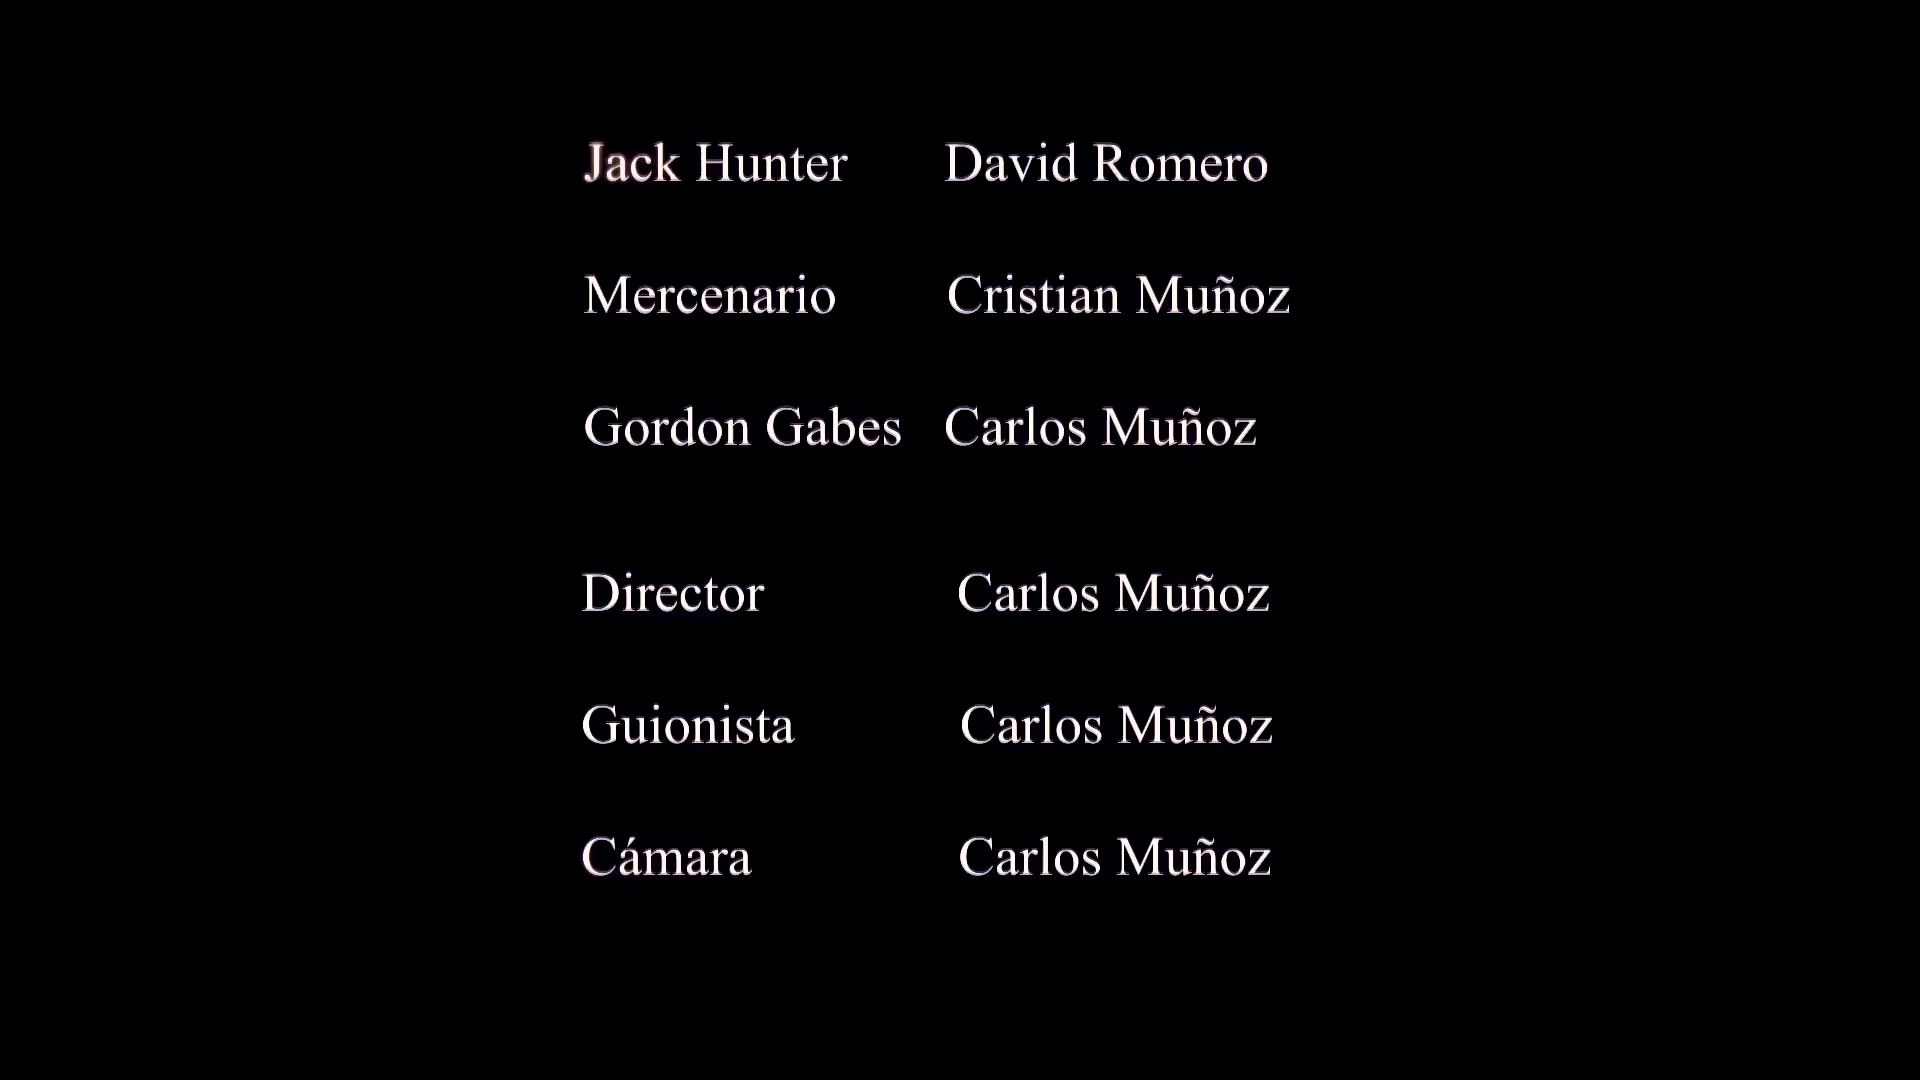 Jack Hunter David Romero
Mercenario Cristian Muñoz
Gordon Gabes Carlos Muñoz
Director Carlos Muñoz
Guionista Carlos Muñoz
Cámara Carlos Muñoz